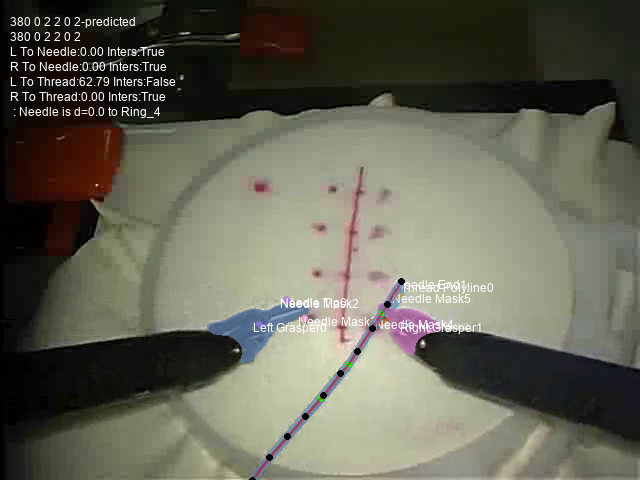 380 0 2 2 0 2-predicted
380 0 2 2 0 2
L To Needle:0.00 Inters:True
R To Needle:0.00 Inters:True
L To Thread:62.79 Inters:False
R To Thread:0.00 Inters:True
: Needle is d=0.0 to Ring_4
Needle End1
Thread Polyline0
Needle Mask2
Needle Mask5
Left Grasper0
Needle Mask
Needle Mask4
Right Grasper1